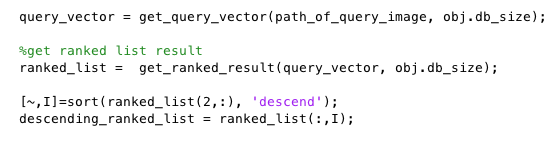 query_vector = get_query_vector(path_of_query_image, obj.db_size);
%get ranked list result
ranked_list =  get_ranked_result(query_vector, obj.db_size);
[~,I]=sort(ranked_list(2,:), 'descend');
descending_ranked_list = ranked_list(:,I);